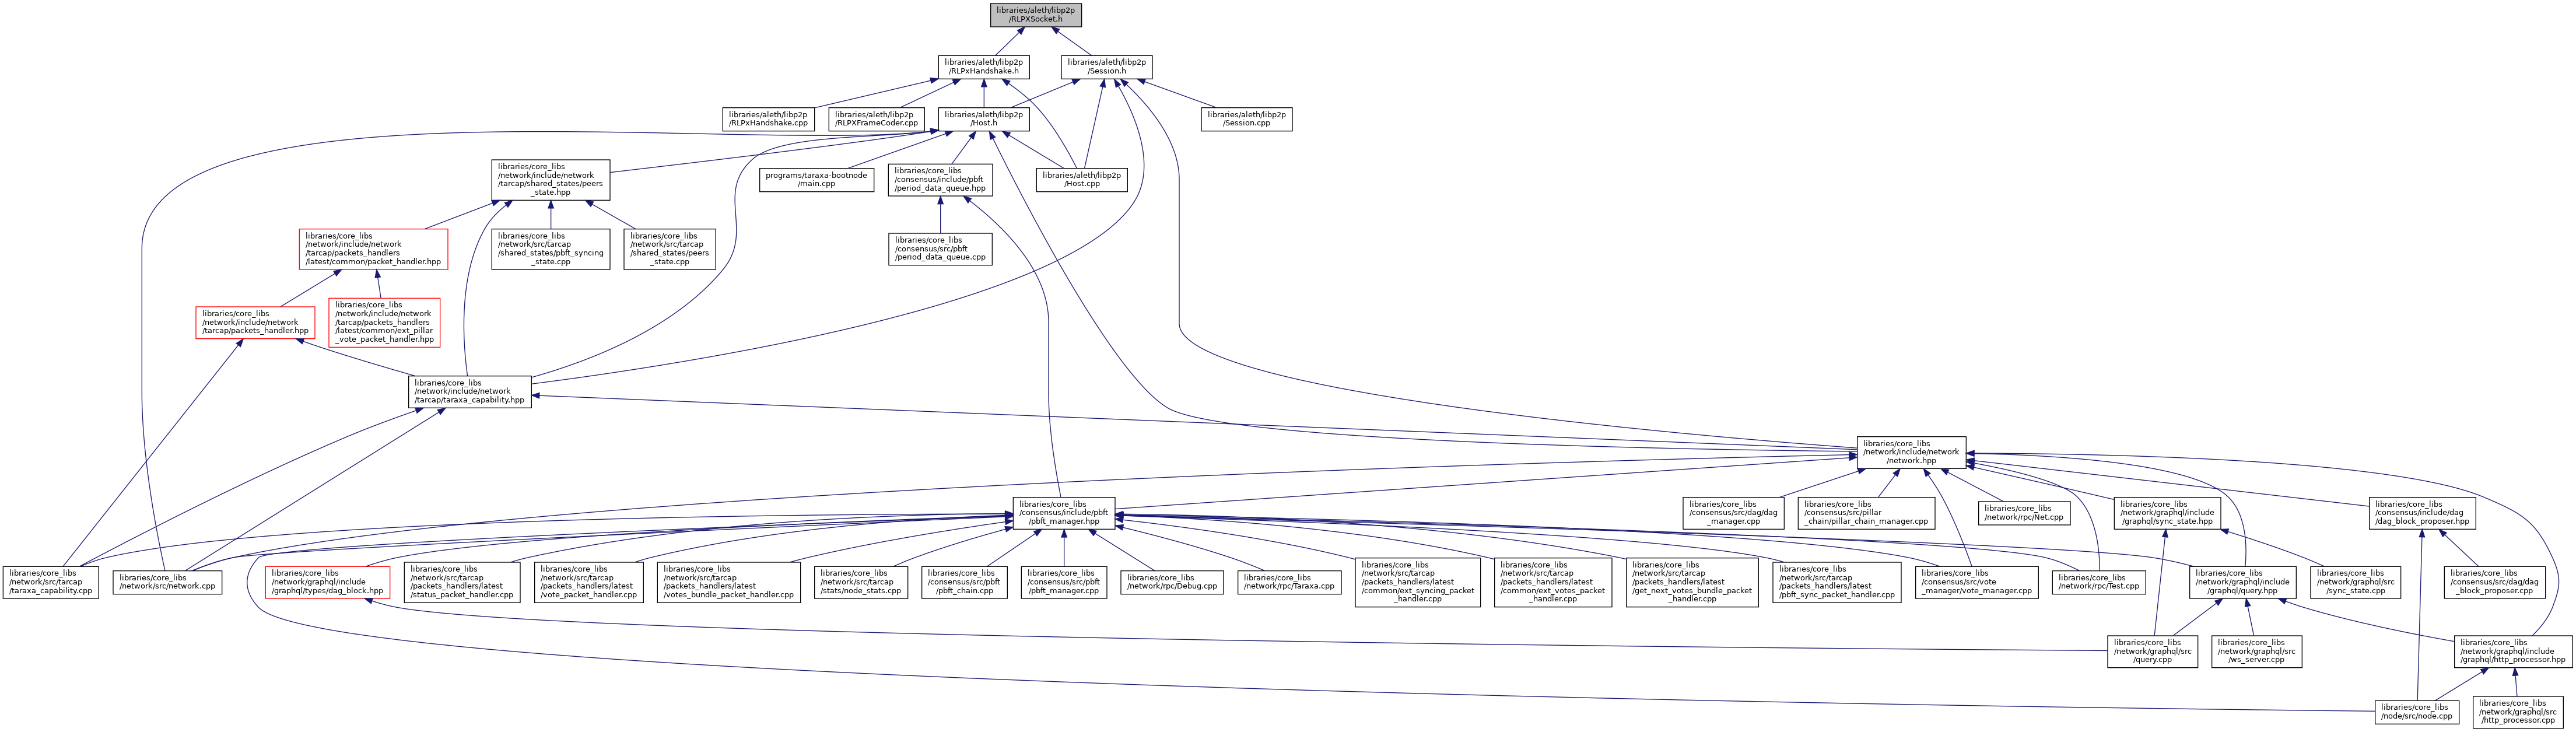 libraries/aleth/libp2p
/RLPXSocket.h
libraries/aleth/libp2p
/RLPxHandshake.h
libraries/aleth/libp2p
/Session.h
libraries/aleth/libp2p
/RLPxHandshake.cpp
libraries/aleth/libp2p
/RLPXFrameCoder.cpp
libraries/aleth/libp2p
/Host.h
libraries/aleth/libp2p
/Session.cpp
libraries/core_libs
/network/include/network
/tarcap/shared_states/peers
_state.hpp
programs/taraxa-bootnode
/main.cpp
libraries/core_libs
/consensus/include/pbft
/period_data_queue.hpp
libraries/aleth/libp2p
/Host.cpp
libraries/core_libs
/network/include/network
/tarcap/packets_handlers
/latest/common/packet_handler.hpp
libraries/core_libs
/network/src/tarcap
/shared_states/pbft_syncing
_state.cpp
libraries/core_libs
/network/src/tarcap
/shared_states/peers
_state.cpp
libraries/core_libs
/consensus/src/pbft
/period_data_queue.cpp
libraries/core_libs
/network/include/network
/tarcap/packets_handler.hpp
libraries/core_libs
/network/include/network
/tarcap/packets_handlers
/latest/common/ext_pillar
_vote_packet_handler.hpp
libraries/core_libs
/network/include/network
/tarcap/taraxa_capability.hpp
libraries/core_libs
/network/include/network
/network.hpp
libraries/core_libs
/consensus/include/pbft
/pbft_manager.hpp
libraries/core_libs
/consensus/src/dag/dag
_manager.cpp
libraries/core_libs
/consensus/src/pillar
_chain/pillar_chain_manager.cpp
libraries/core_libs
/network/rpc/Net.cpp
libraries/core_libs
/network/graphql/include
/graphql/sync_state.hpp
libraries/core_libs
/consensus/include/dag
/dag_block_proposer.hpp
libraries/core_libs
/network/src/tarcap
/taraxa_capability.cpp
libraries/core_libs
/network/src/network.cpp
libraries/core_libs
/network/graphql/include
/graphql/types/dag_block.hpp
libraries/core_libs
/network/src/tarcap
/packets_handlers/latest
/status_packet_handler.cpp
libraries/core_libs
/network/src/tarcap
/packets_handlers/latest
/vote_packet_handler.cpp
libraries/core_libs
/network/src/tarcap
/packets_handlers/latest
/votes_bundle_packet_handler.cpp
libraries/core_libs
/network/src/tarcap
/stats/node_stats.cpp
libraries/core_libs
/consensus/src/pbft
/pbft_chain.cpp
libraries/core_libs
/consensus/src/pbft
/pbft_manager.cpp
libraries/core_libs
/network/rpc/Debug.cpp
libraries/core_libs
/network/rpc/Taraxa.cpp
libraries/core_libs
/network/src/tarcap
/packets_handlers/latest
/common/ext_syncing_packet
_handler.cpp
libraries/core_libs
/network/src/tarcap
/packets_handlers/latest
/common/ext_votes_packet
_handler.cpp
libraries/core_libs
/network/src/tarcap
/packets_handlers/latest
/get_next_votes_bundle_packet
_handler.cpp
libraries/core_libs
/network/src/tarcap
/packets_handlers/latest
/pbft_sync_packet_handler.cpp
libraries/core_libs
/consensus/src/vote
_manager/vote_manager.cpp
libraries/core_libs
/network/rpc/Test.cpp
libraries/core_libs
/network/graphql/include
/graphql/query.hpp
libraries/core_libs
/network/graphql/src
/sync_state.cpp
libraries/core_libs
/consensus/src/dag/dag
_block_proposer.cpp
libraries/core_libs
/network/graphql/src
/query.cpp
libraries/core_libs
/network/graphql/src
/ws_server.cpp
libraries/core_libs
/network/graphql/include
/graphql/http_processor.hpp
libraries/core_libs
/node/src/node.cpp
libraries/core_libs
/network/graphql/src
/http_processor.cpp